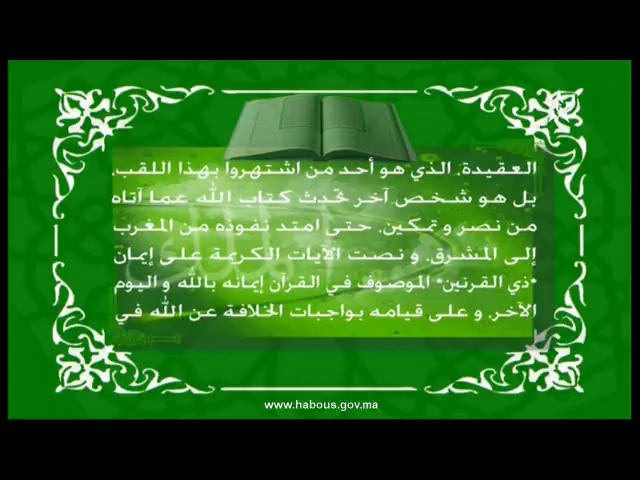 العقيدة، الذي هو أحد من اشتهروا بهذا اللقب،
بل هو شخص آخر تحدث كتاب الله عما آتاه
من نصر و تمكين، حتى امتد نفوذه من المغرب
إلى المشرق، و نصت الآيات الكريمة على إيمان
"ذي القرنين" الموصوف في القرآن إيمانه بالله و اليوم
الآخر، و على قيامه بواجبات الخلافة عن الله في
www.habous.gov.ma